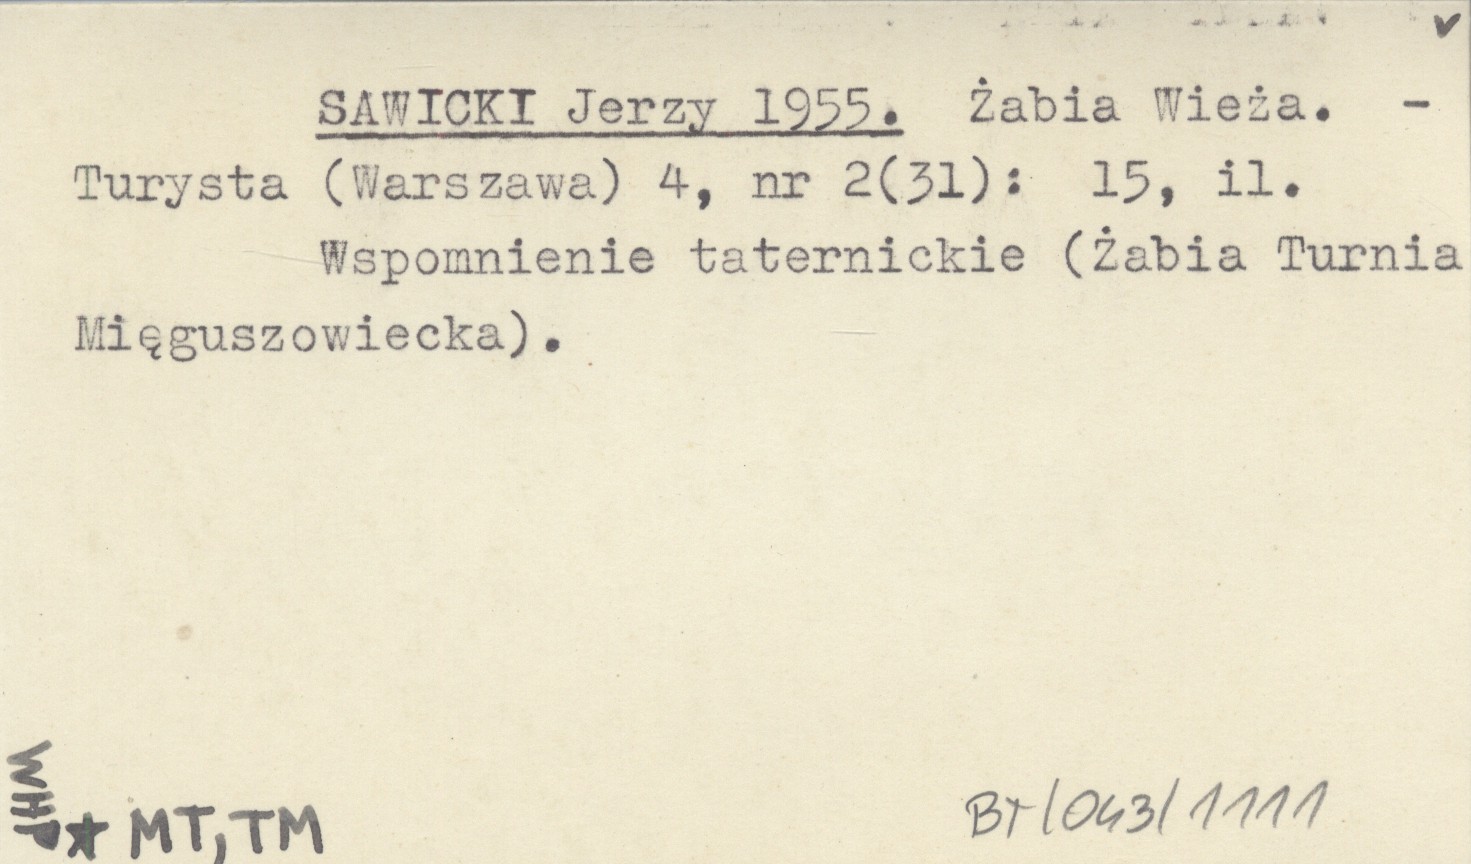 SAWICKI Jerzy 1955. Żabia Wieża. -
Turysta (Warszawa) 4, nr 2(31): 15, il.
Wspomnienie taternickie (Żabia Turnia
Mięguszowiecka).
WHP
MT, TM
BT/043/1111